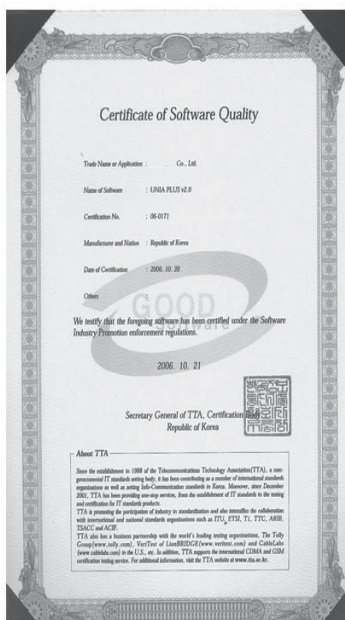 Certificate of Software Quality
Trade Name or Application : Co., Ltd.
Name of Software : UNIA PLUS v2.0
Certification No. : 06-0171
Manufacturer and Nation : Republic of Korea
Date of Certification : 2006. 10. 20
Others :
GOOD
Software
We testify that the foregoing software has been certified under the Software
Industry Promotion enforcement regulations.
2006. 10. 21
Secretary General of TTA, Certification Body
Republic of Korea
About TTA
Since the establishment in 1988 of the Telecommunications Technology Association(TTA), a non-
governmental IT standards setting body, it has been contributing as a member of international standards
organizations as well as setting Info-Communication standards in Korea. Moreover, since December
2001, TTA has been providing one-stop services, from the establishment of IT standards to the testing
and certification for IT standards products.
TTA is promoting the participation of industry in standardization and also intensifies the collaboration
with international and national standards organizations such as ITU, ETSI, T1, TTC, ARIB,
TSACC and ACIF.
TTA also has a business partnership with the world's leading testing organizations, The Tolly
Group(www.tolly.com), VeriTest of LionBRIDGE(www.veritest.com) and CableLabs
(www.cablelabs.com) in the U.S., etc. In addition, TTA supports the international CDMA and GSM
certification testing service. For additional information, visit the TTA website at www.tta.or.kr.